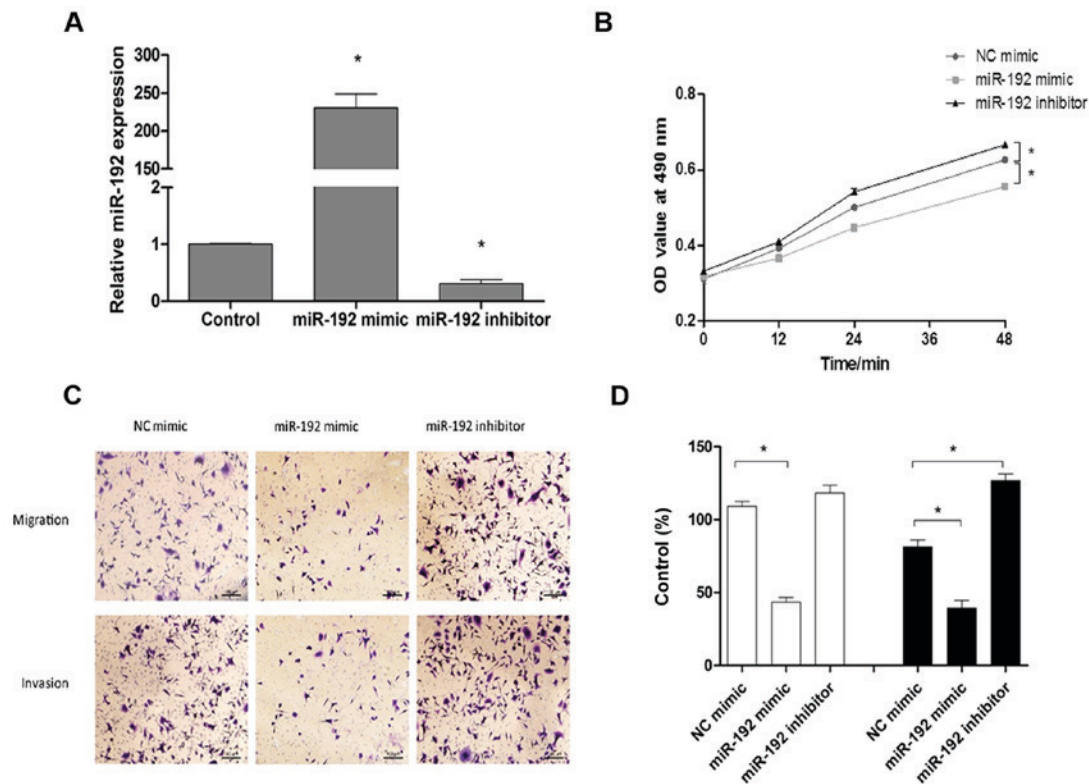 A
Relative miR-192 expression
300
250
200
150
2
1
0
*
*
Control
miR-192 mimic
miR-192 inhibitor
B
NC mimic
miR-192 mimic
miR-192 inhibitor
OD value at 490 nm
0.8
0.6
0.4
0.2
*
*
0
12
24
36
48
Time/min
C
NC mimic
miR-192 mimic
miR-192 inhibitor
Migration
Invasion
D
Control (%)
150
100
50
0
*
*
*
NC mimic
miR-192 mimic
miR-192 inhibitor
NC mimic
miR-192 mimic
miR-192 inhibitor